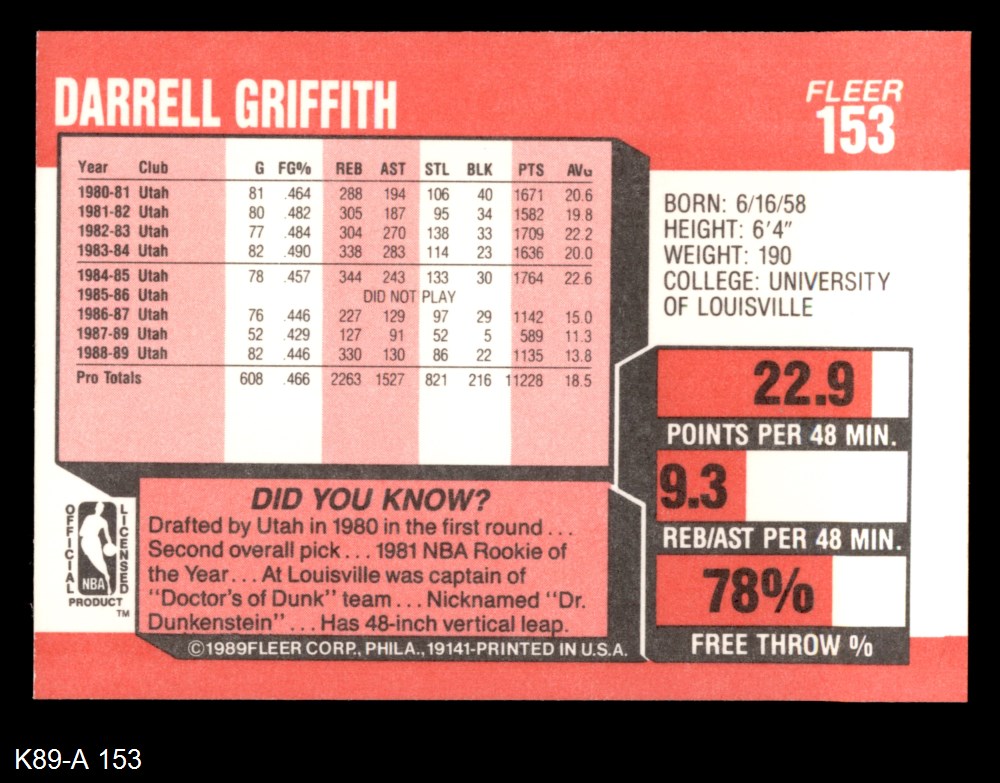 DARRELL GRIFFITH
FLEER
153
Year Club G FG% REB AST STL BLK PTS AVG
1980-81 Utah 81 .464 288 194 106 40 1671 20.6
1981-82 Utah 80 .482 305 187 95 34 1582 19.8
1982-83 Utah 77 .484 304 270 138 33 1709 22.2
1983-84 Utah 82 .490 338 283 114 23 1636 20.0
1984-85 Utah 78 .457 344 243 133 30 1764 22.6
1985-86 Utah DID NOT PLAY
1986-87 Utah 76 .446 227 129 97 29 1142 15.0
1987-89 Utah 52 .429 127 91 52 5 589 11.3
1988-89 Utah 82 .446 330 130 86 22 1135 13.8
Pro Totals 608 .466 2263 1527 821 216 11228 18.5
BORN: 6/16/58
HEIGHT: 6'4"
WEIGHT: 190
COLLEGE: UNIVERSITY
OF LOUISVILLE
22.9
POINTS PER 48 MIN.
9.3
REB/AST PER 48 MIN.
78%
FREE THROW %
DID YOU KNOW?
Drafted by Utah in 1980 in the first round...
Second overall pick...1981 NBA Rookie of
the Year...At Louisville was captain of
"Doctor's of Dunk" team...Nicknamed "Dr.
Dunkenstein"...Has 48-inch vertical leap.
OFFICIAL
LICENSED
NBA
PRODUCT
TM
©1989FLEER CORP., PHILA., 19141-PRINTED IN U.S.A.
K89-A 153